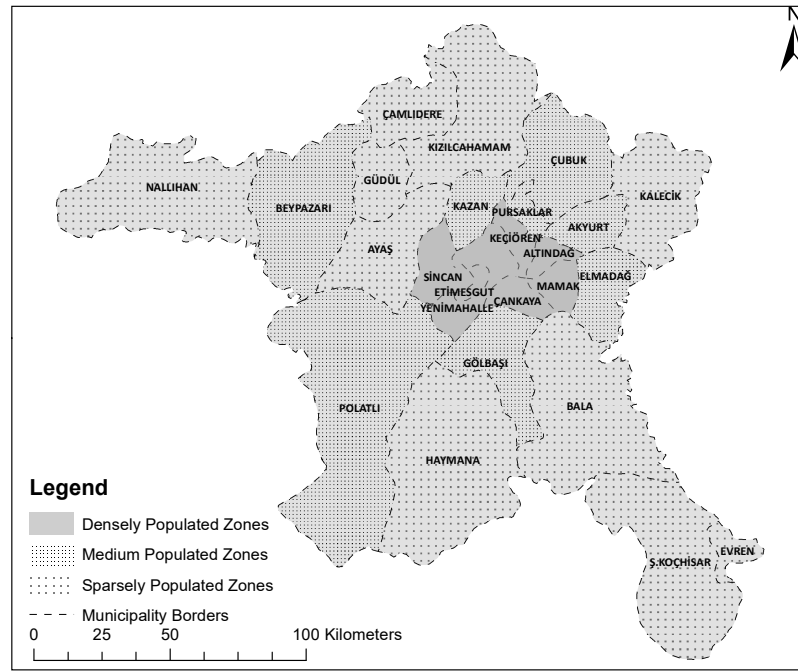 N
ÇAMLIDERE
KIZILCAHAMAM
ÇUBUK
NALLIHAN
GÜDÜL
KALECİK
BEYPAZARI
KAZAN
PURSAKLAR
AKYURT
KEÇİÖREN
AYAŞ
ALTINDAĞ
SİNCAN
ELMADAĞ
ETİMESGUT
MAMAK
ÇANKAYA
YENİMAHALLE
GÖLBAŞI
POLATLI
BALA
HAYMANA
EVREN
Ş.KOÇHİSAR
Legend
Densely Populated Zones
Medium Populated Zones
Sparsely Populated Zones
Municipality Borders
0 25 50 100 Kilometers